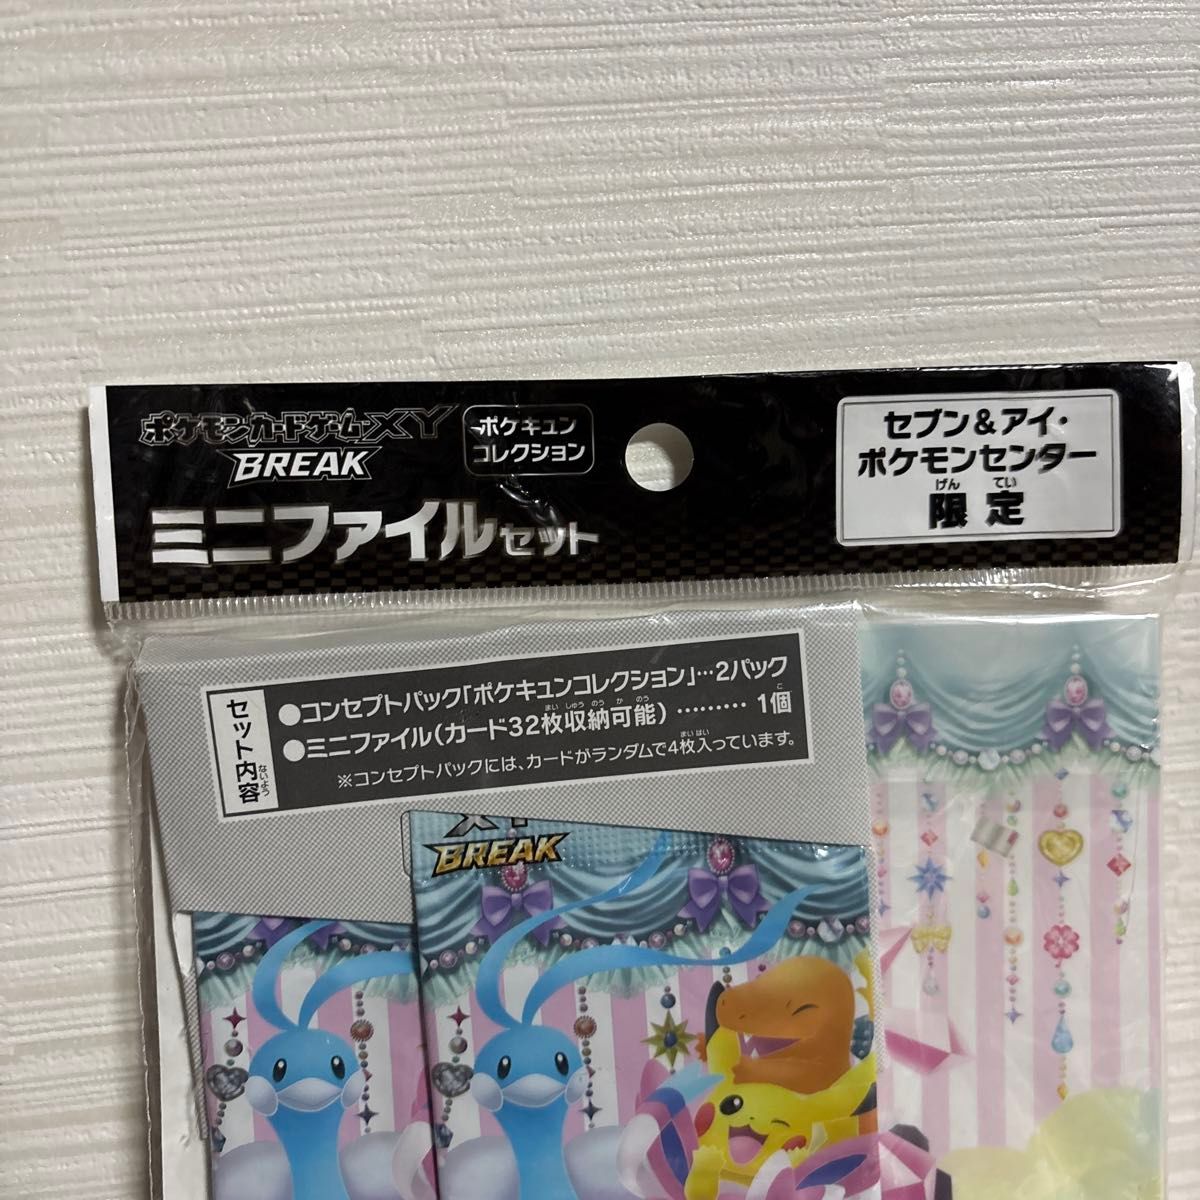 ポケモンカードゲームXY
BREAK
ポケキュン
コレクション
ミニファイルセット
セブン&アイ・
ポケモンセンター
げん てい
限定
セット内容
ないよう
●コンセプトパック「ポケキュンコレクション」…2パック
まい しゅう のう か のう こ
●ミニファイル(カード32枚収納可能)………1個
まい はい
※コンセプトパックには、カードがランダムで4枚入っています。
XY
BREAK